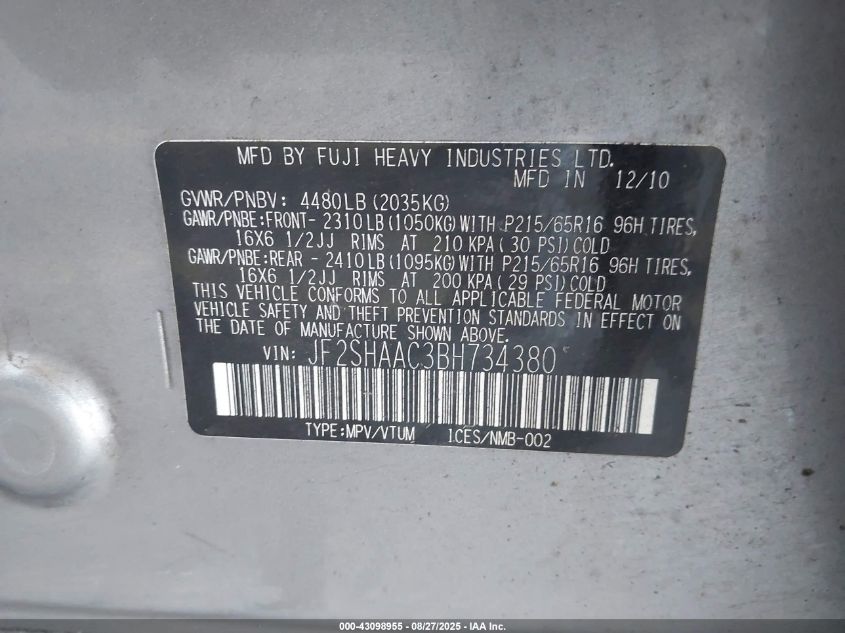 MFD BY FUJI HEAVY INDUSTRIES LTD.
MFD IN 12/10
GVWR/PNBV: 4480LB(2035KG)
GAWR/PNBE:FRONT- 2310LB(1050KG)WITH P215/65R16 96H TIRES,
16X6 1/2JJ RIMS AT 210 KPA(30 PSI)COLD
GAWR/PNBE:REAR - 2410LB(1095KG)WITH P215/65R16 96H TIRES,
16X6 1/2JJ RIMS AT 200 KPA(29 PSI)COLD
THIS VEHICLE CONFORMS TO ALL APPLICABLE FEDERAL MOTOR
VEHICLE SAFETY AND THEFT PREVENTION STANDARDS IN EFFECT ON
THE DATE OF MANUFACTURE SHOWN ABOVE.
VIN: JF2SHAAC3BH734380
TYPE:MPV/VTUM ICES/NMB-002
000-43098955 - 08/27/2025 - IAA Inc.